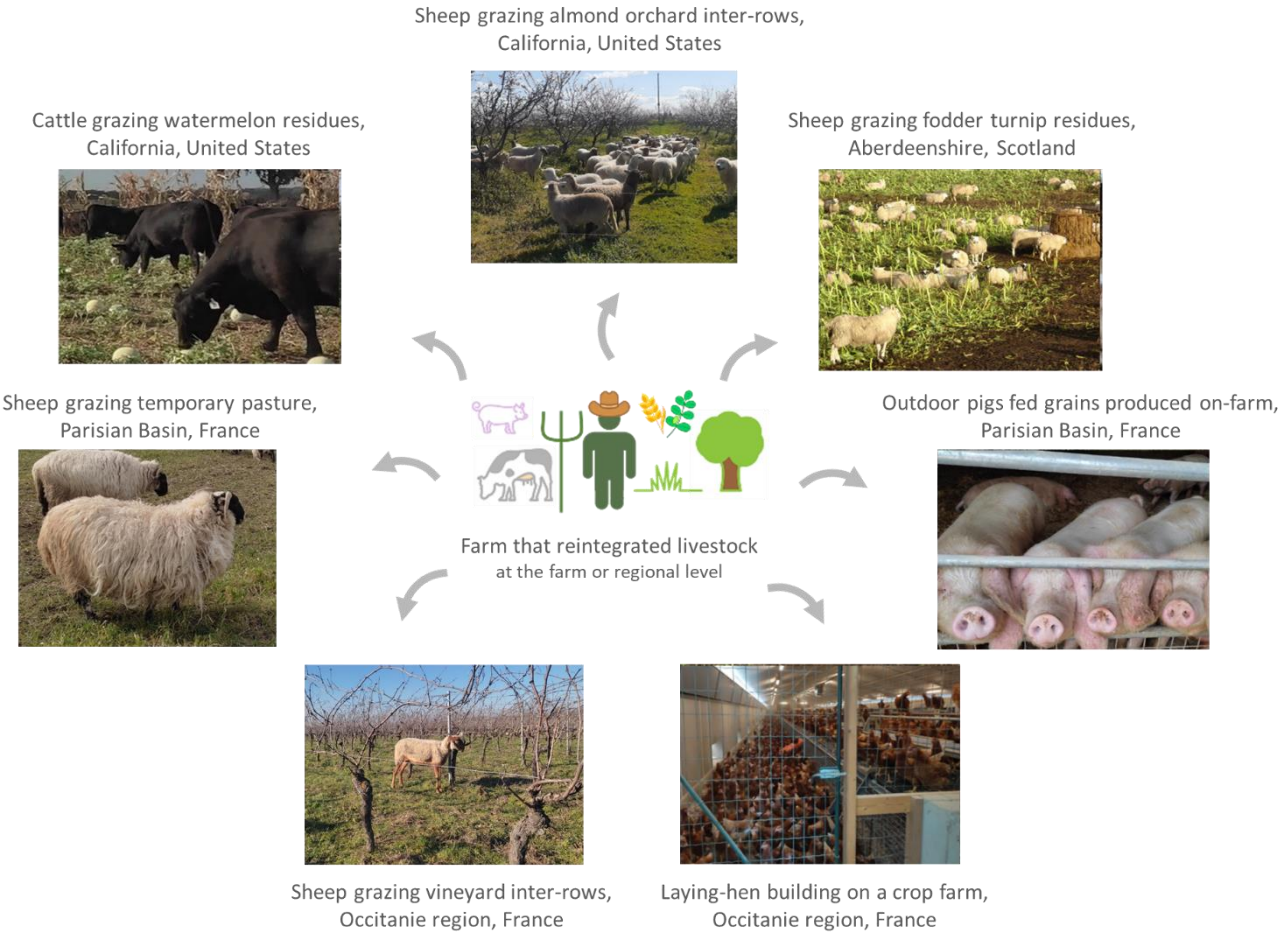 Sheep grazing almond orchard inter-rows,
California, United States
Cattle grazing watermelon residues,
California, United States
Sheep grazing fodder turnip residues,
Aberdeenshire, Scotland
Sheep grazing temporary pasture,
Parisian Basin, France
Outdoor pigs fed grains produced on-farm,
Parisian Basin, France
Farm that reintegrated livestock
at the farm or regional level
Sheep grazing vineyard inter-rows,
Occitanie region, France
Laying-hen building on a crop farm,
Occitanie region, France